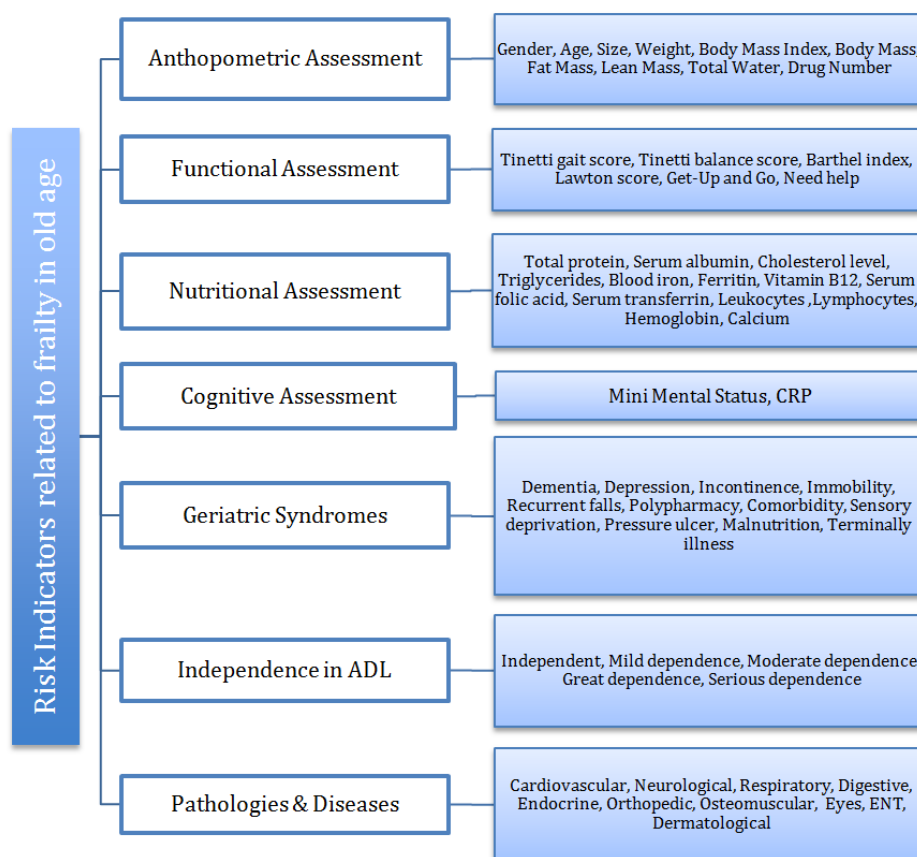 Risk Indicators related to frailty in old age
Anthopometric Assessment
Gender, Age, Size, Weight, Body Mass Index, Body Mass,
Fat Mass, Lean Mass, Total Water, Drug Number
Functional Assessment
Tinetti gait score, Tinetti balance score, Barthel index,
Lawton score, Get-Up and Go, Need help
Nutritional Assessment
Total protein, Serum albumin, Cholesterol level,
Triglycerides, Blood iron, Ferritin, Vitamin B12, Serum
folic acid, Serum transferrin, Leukocytes ,Lymphocytes,
Hemoglobin, Calcium
Cognitive Assessment
Mini Mental Status, CRP
Geriatric Syndromes
Dementia, Depression, Incontinence, Immobility,
Recurrent falls, Polypharmacy, Comorbidity, Sensory
deprivation, Pressure ulcer, Malnutrition, Terminally
illness
Independence in ADL
Independent, Mild dependence, Moderate dependence
Great dependence, Serious dependence
Pathologies & Diseases
Cardiovascular, Neurological, Respiratory, Digestive,
Endocrine, Orthopedic, Osteomuscular, Eyes, ENT,
Dermatological